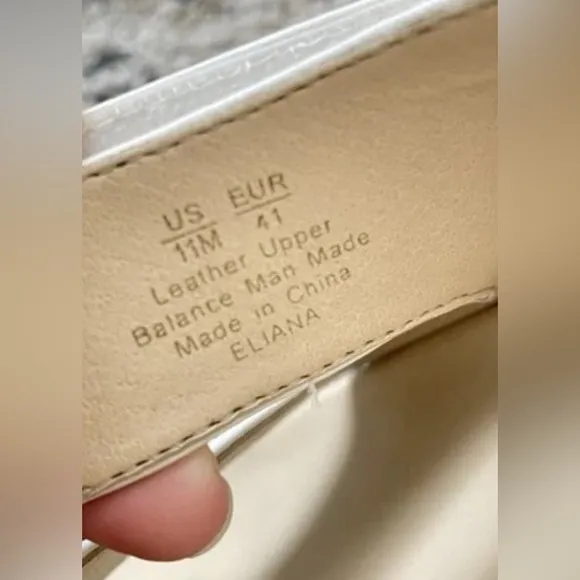 US EUR
11M 41
Leather Upper
Balance Man Made
Made in China
ELIANA